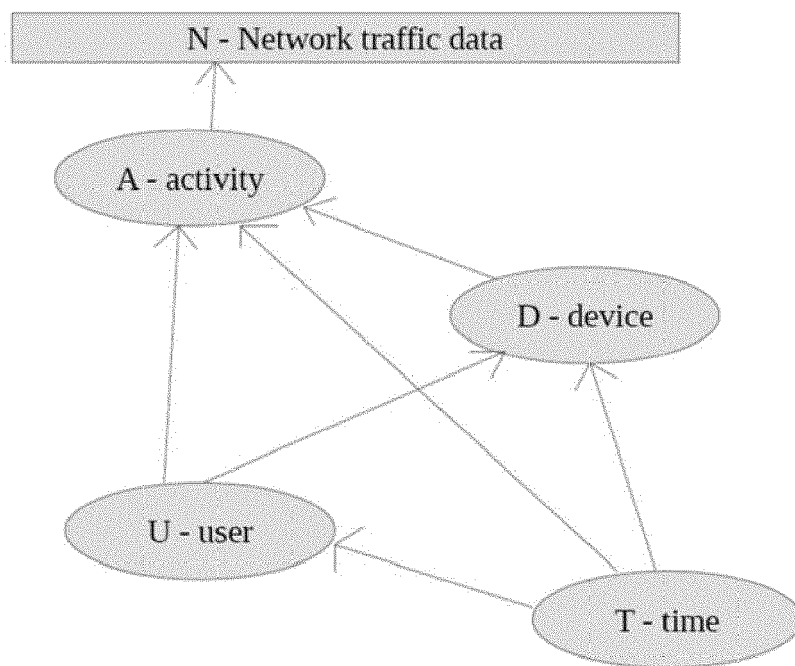 N - Network traffic data
A - activity
D - device
U - user
T - time